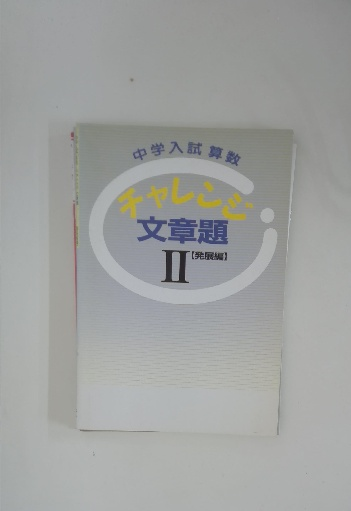 中学入試算数
チャレンジ
文章題
II【発展編】